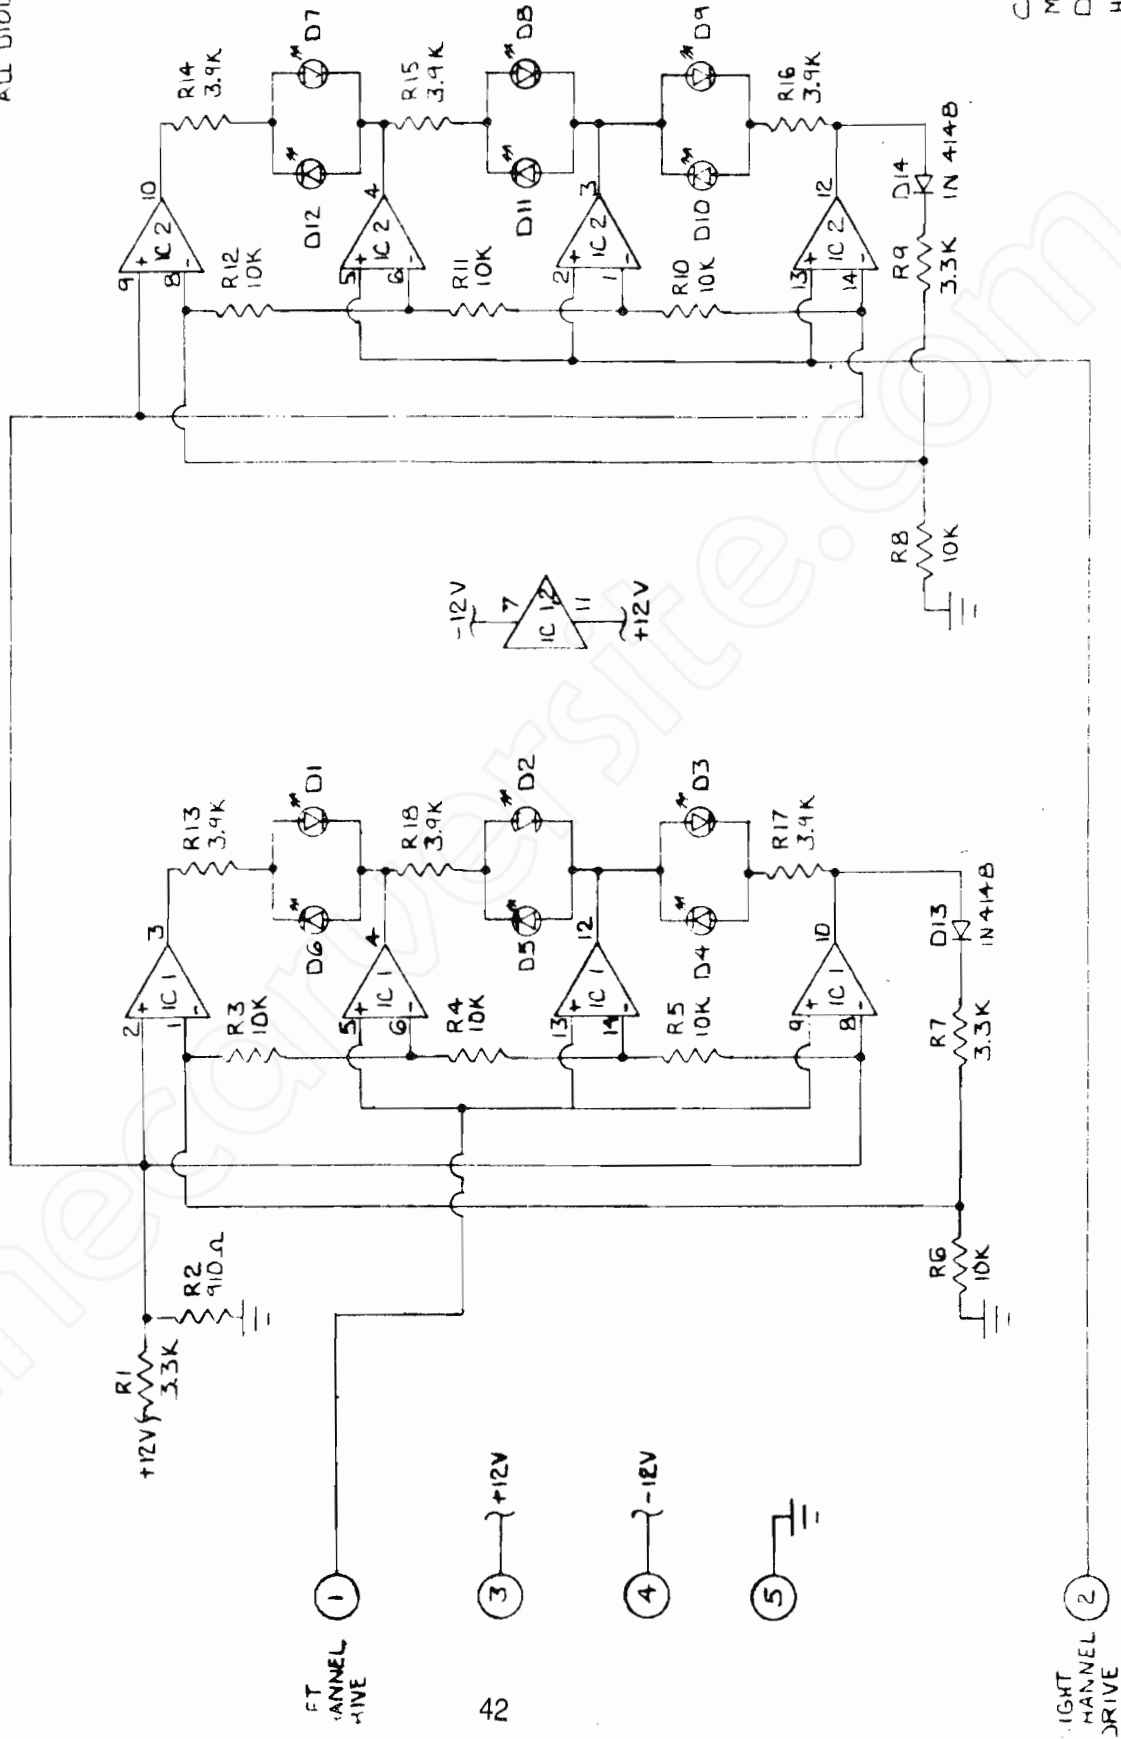 ALL DIOD
R14
3.9K
D7
D12
R15
3.9K
D8
D11
D9
D10
R16
3.9K
10
IC 2
+
-
9
8
R12
10K
4
IC 2
+
-
5
6
R11
10K
3
IC 2
+
-
2
1
R10
10K
12
IC 2
+
-
13
14
D14
1N4148
R9
3.3K
R8
10K
-12V
7
IC 1,2
11
+12V
R13
3.9K
D1
D6
R18
3.9K
D2
D5
D3
D4
R17
3.9K
3
IC 1
+
-
2
1
R3
10K
4
IC 1
+
-
5
6
R4
10K
12
IC 1
+
-
13
14
R5
10K
10
IC 1
+
-
9
8
D13
1N4148
R7
3.3K
R6
10K
+12V
R1
3.3K
R2
910Ω
1
FT
ANNEL
IVE
3
+12V
4
-12V
5
2
IGHT
HANNEL
DRIVE
42
C
M
D
H
necarversite.com